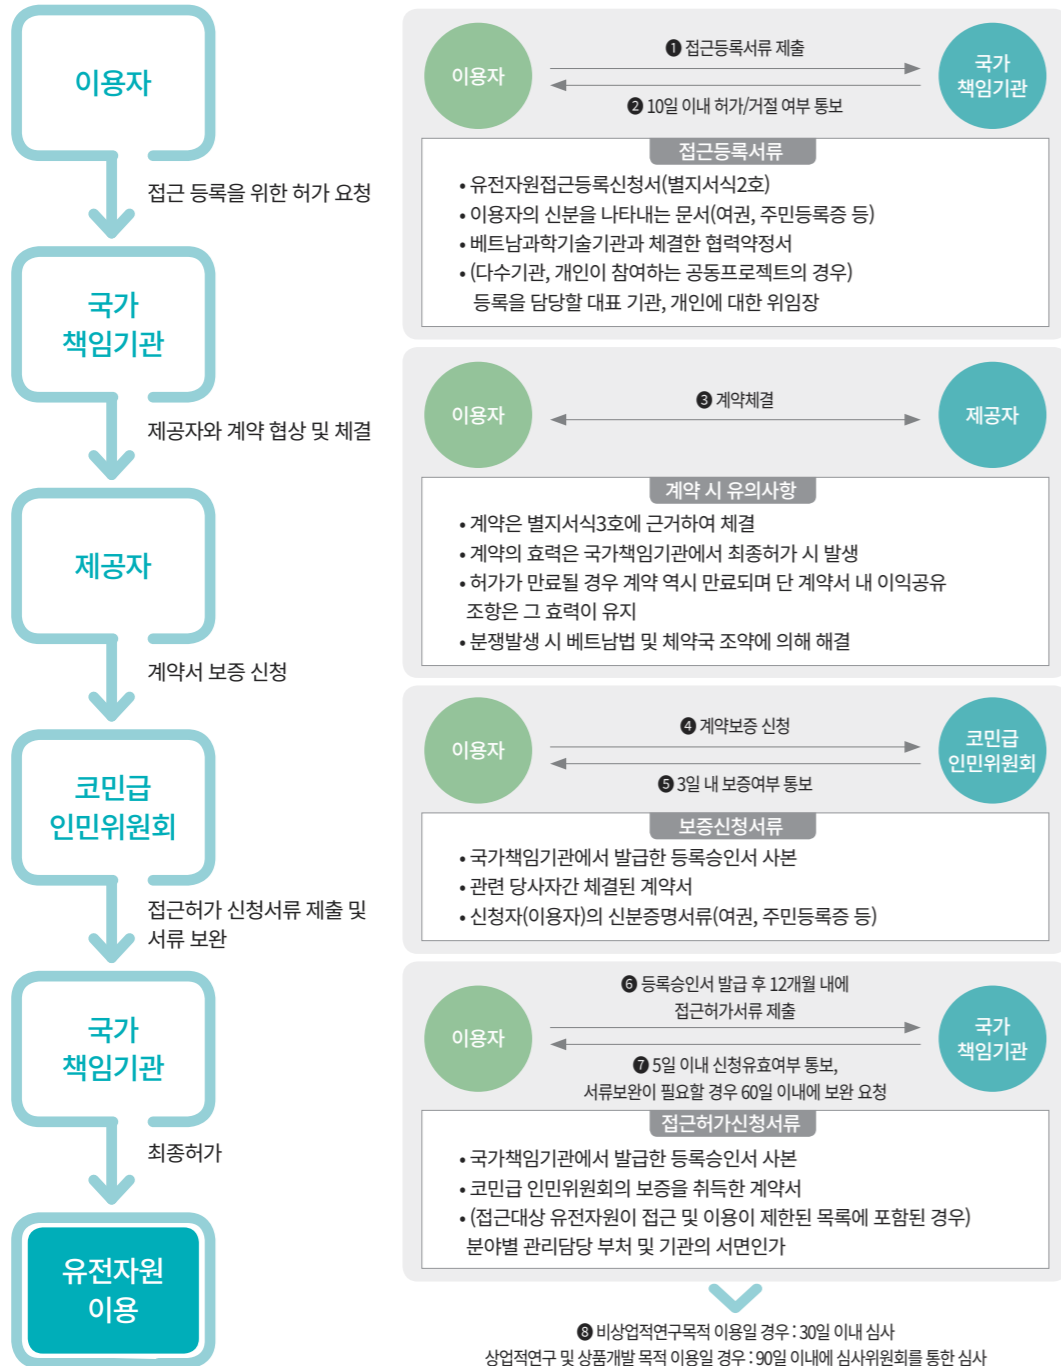 이용자
접근 등록을 위한 허가 요청
국가
책임기관
제공자와 계약 협상 및 체결
제공자
계약서 보증 신청
코민급
인민위원회
접근허가 신청서류 제출 및
서류 보완
국가
책임기관
최종허가
유전자원
이용
이용자
❶ 접근등록서류 제출
❷ 10일 이내 허가/거절 여부 통보
국가
책임기관
접근등록서류
• 유전자원접근등록신청서(별지서식2호)
• 이용자의 신분을 나타내는 문서(여권, 주민등록증 등)
• 베트남과학기술기관과 체결한 협력약정서
• (다수기관, 개인이 참여하는 공동프로젝트의 경우)
등록을 담당할 대표 기관, 개인에 대한 위임장
이용자
❸ 계약체결
제공자
계약 시 유의사항
• 계약은 별지서식3호에 근거하여 체결
• 계약의 효력은 국가책임기관에서 최종허가 시 발생
• 허가가 만료될 경우 계약 역시 만료되며 단 계약서 내 이익공유
조항은 그 효력이 유지
• 분쟁발생 시 베트남법 및 체약국 조약에 의해 해결
이용자
❹ 계약보증 신청
❺ 3일 내 보증여부 통보
코민급
인민위원회
보증신청서류
• 국가책임기관에서 발급한 등록승인서 사본
• 관련 당사자간 체결된 계약서
• 신청자(이용자)의 신분증명서류(여권, 주민등록증 등)
이용자
❻ 등록승인서 발급 후 12개월 내에
접근허가서류 제출
❼ 5일 이내 신청유효여부 통보,
서류보완이 필요할 경우 60일 이내에 보완 요청
국가
책임기관
접근허가신청서류
• 국가책임기관에서 발급한 등록승인서 사본
• 코민급 인민위원회의 보증을 취득한 계약서
• (접근대상 유전자원이 접근 및 이용이 제한된 목록에 포함된 경우)
분야별 관리담당 부처 및 기관의 서면인가
❽ 비상업적연구목적 이용일 경우 : 30일 이내 심사
상업적연구 및 상품개발 목적 이용일 경우 : 90일 이내에 심사위원회를 통한 심사